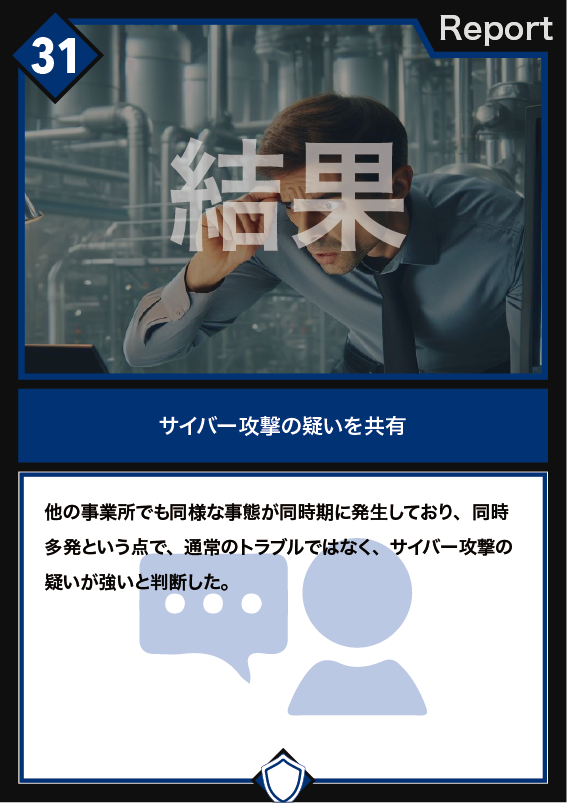 31
Report
結果
サイバー攻撃の疑いを共有
他の事業所でも同様な事態が同時期に発生しており、同時
多発という点で、通常のトラブルではなく、サイバー攻撃の
疑いが強いと判断した。